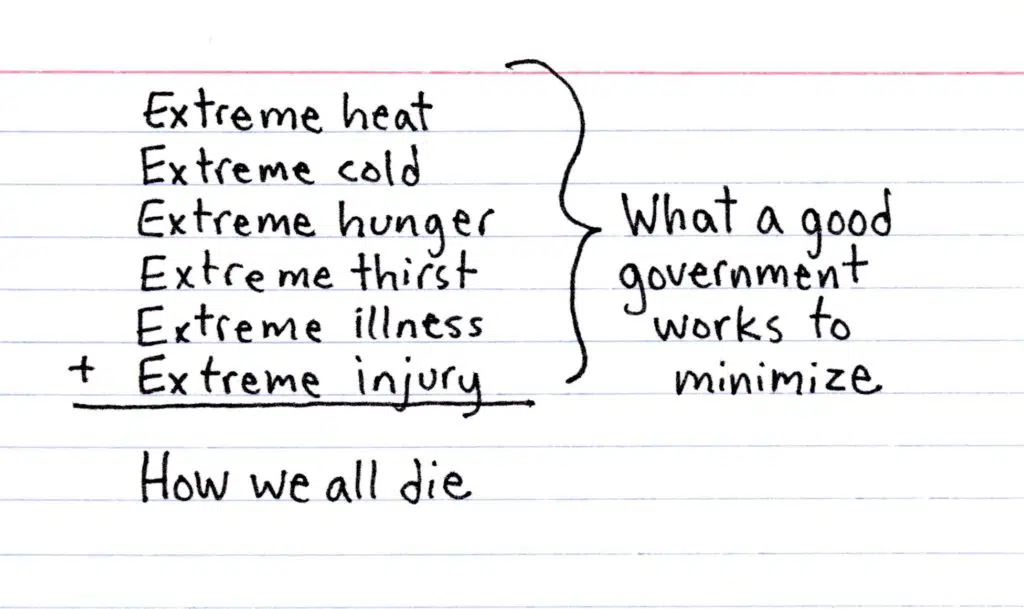 Extreme heat
Extreme cold
Extreme hunger
Extreme thirst
Extreme illness
+ Extreme injury
How we all die
What a good
government
works to
minimize